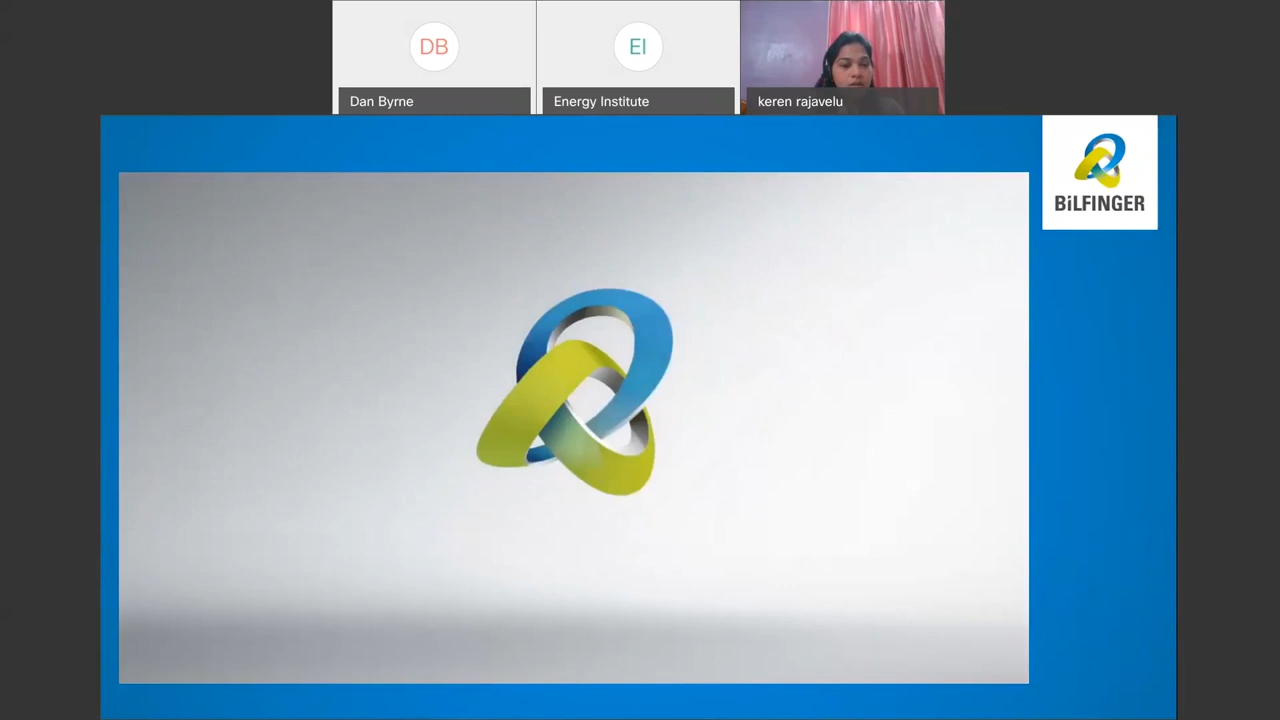 DB
EI
Dan Byrne
Energy Institute
keren rajavelu
BiLFINGER